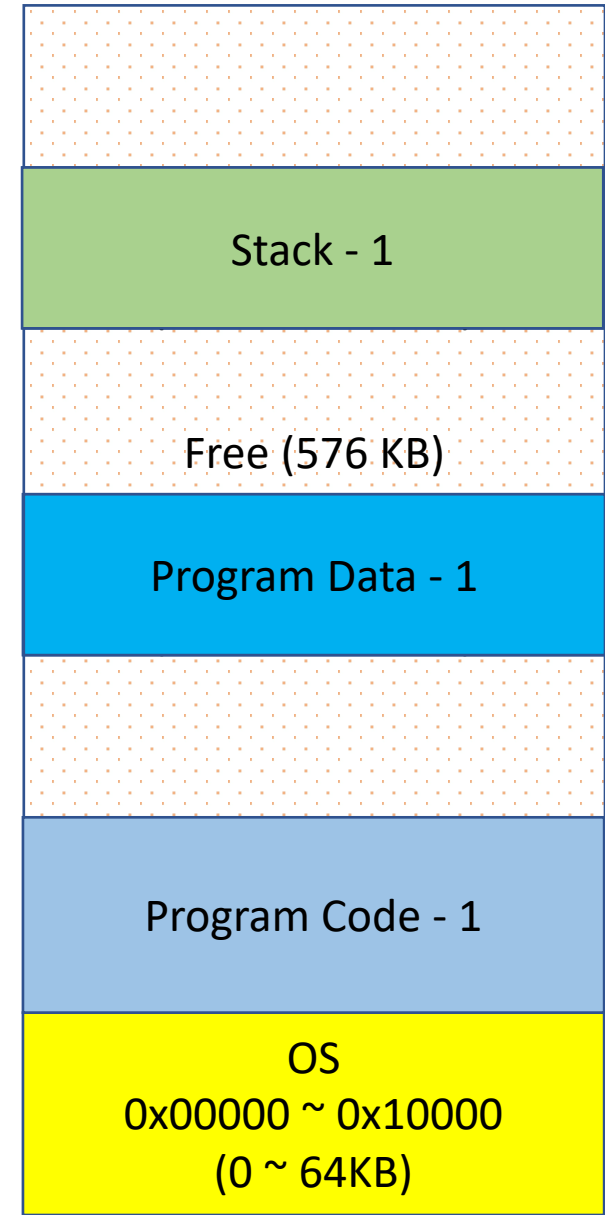 Stack - 1
Free (576 KB)
Program Data - 1
Program Code - 1
OS
0x00000 ~ 0x10000
(0 ~ 64KB)